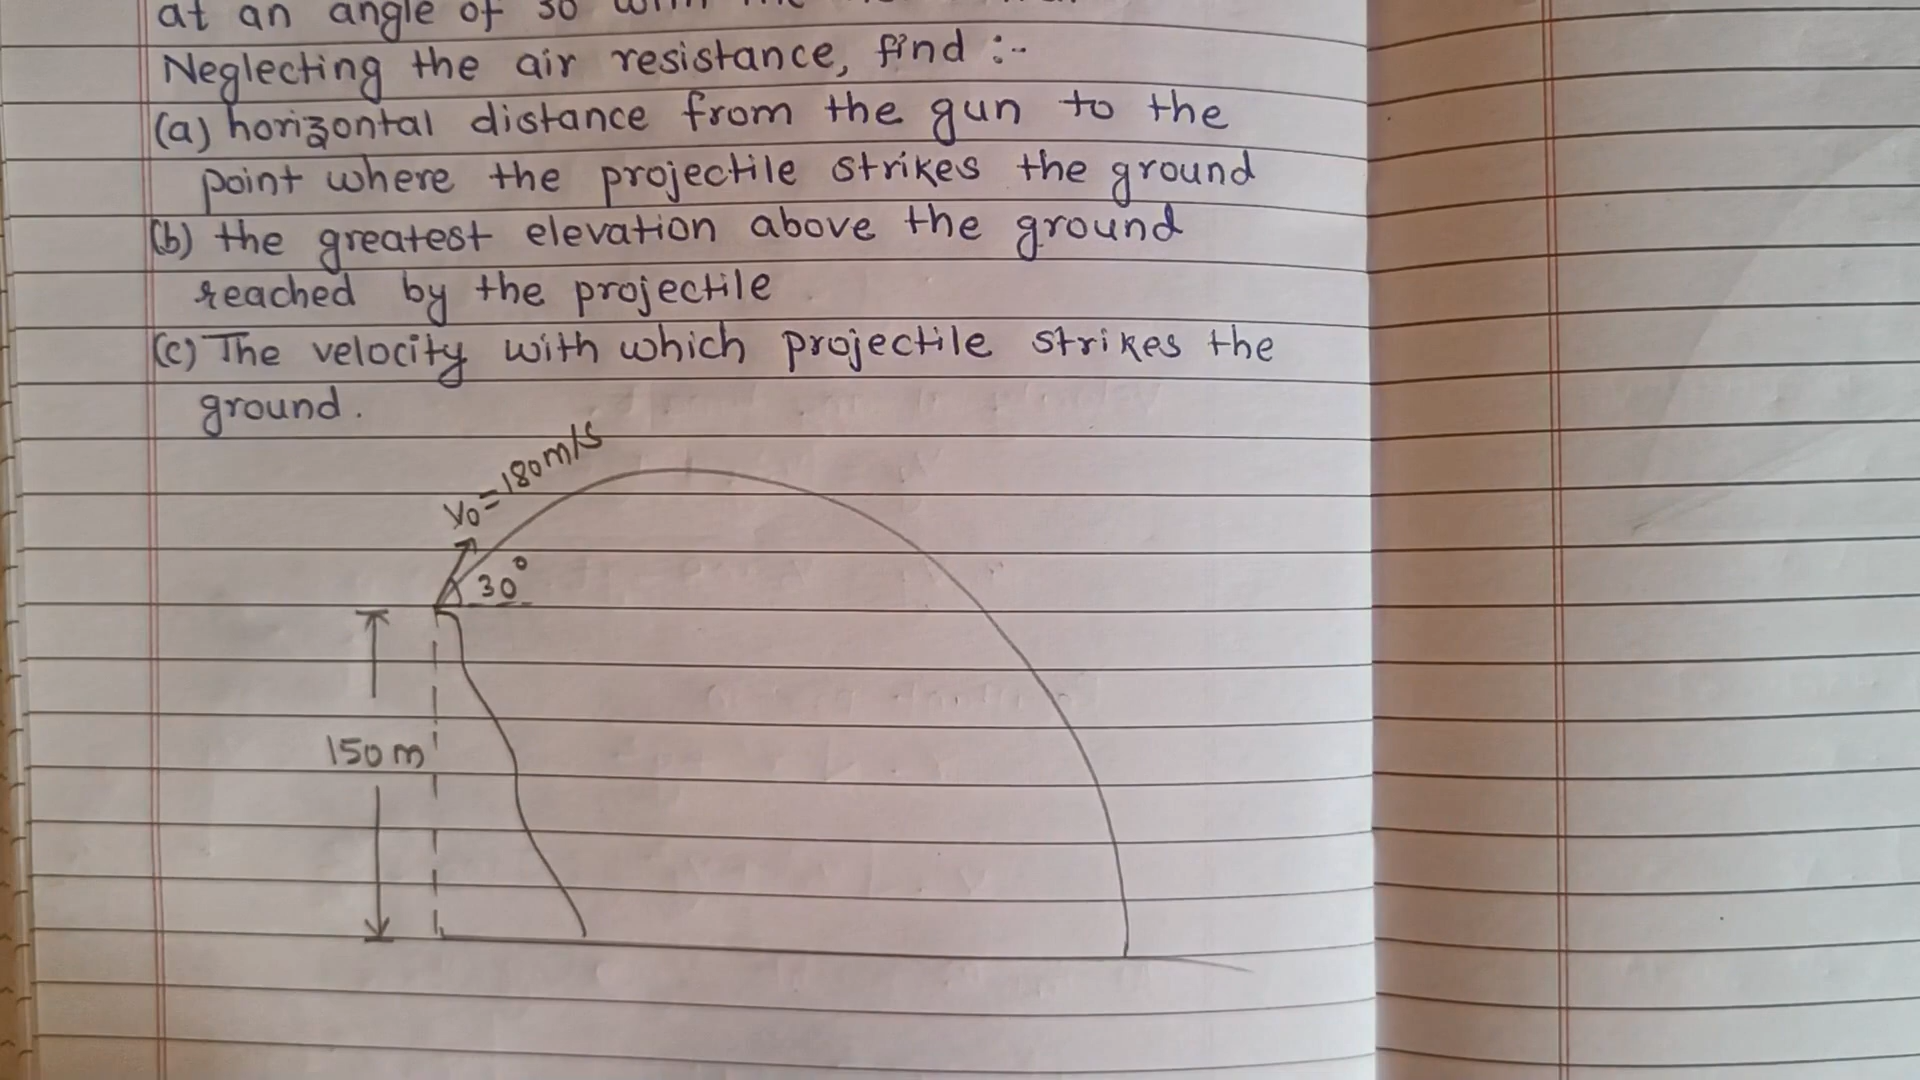 at an angle of 30
Neglecting the air resistance, find :-
(a) horizontal distance from the gun to the
point where the projectile strikes the ground
(b) the greatest elevation above the ground
reached by the projectile
(c) The velocity with which projectile strikes the
ground.
V0 = 180 m/s
30°
150 m